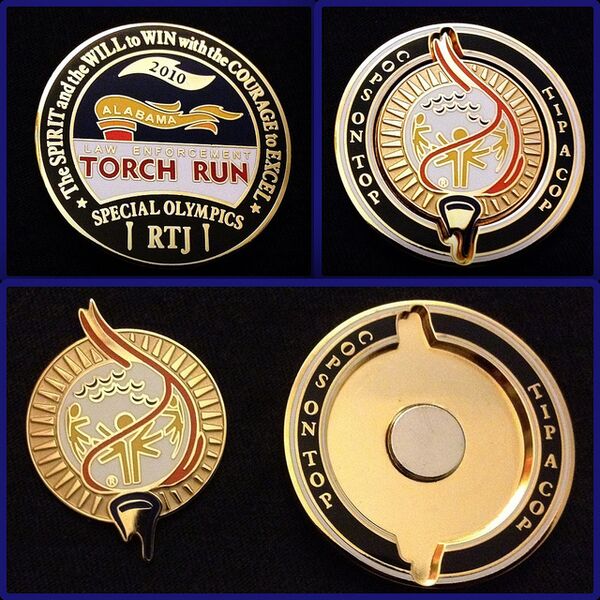 The SPIRIT and the WILL to WIN with the COURAGE to EXCEL
2010
ALABAMA
LAW ENFORCEMENT
TORCH RUN
SPECIAL OLYMPICS
RTJ
COPS ON TOP
TIP A COP
®
®
COPS ON TOP
TIP A COP